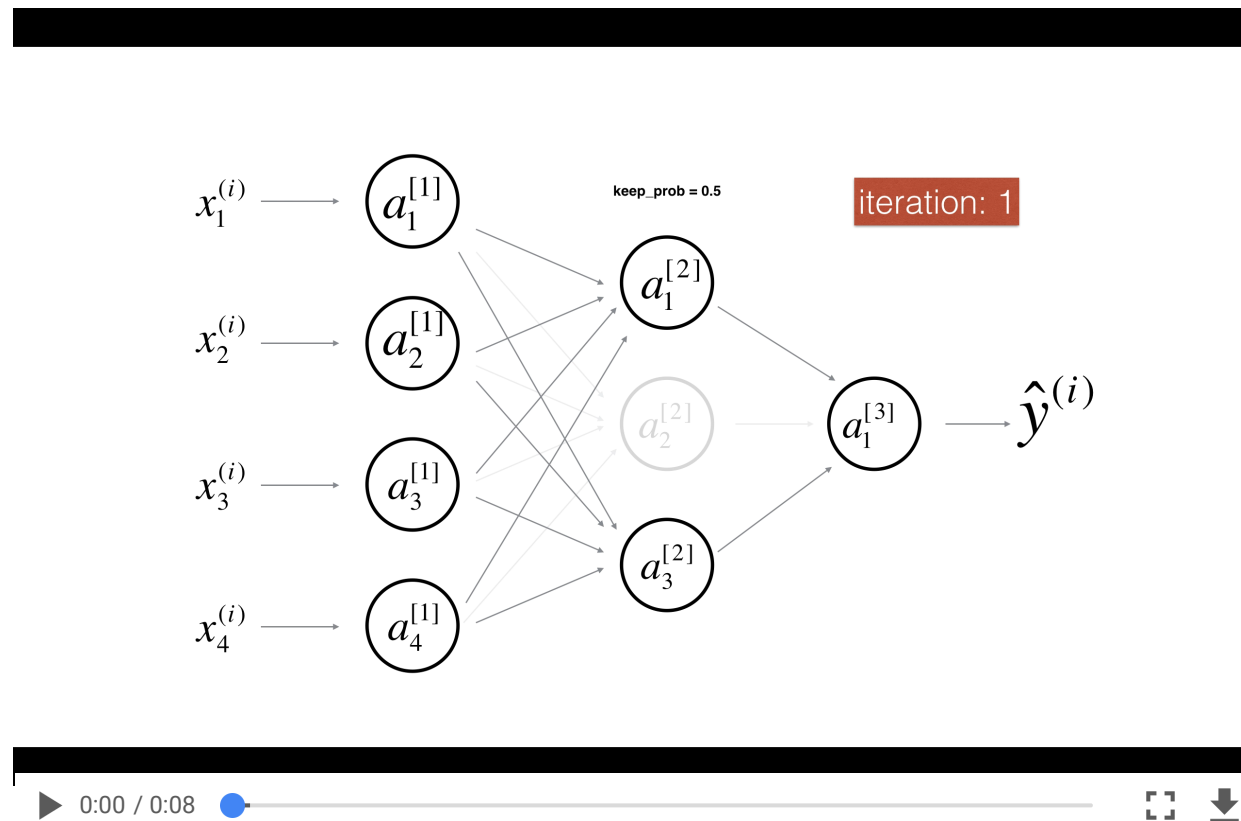 keep_prob = 0.5
iteration: 1
x_1^{(i)} a_1^{[1]}
a_1^{[2]}
x_2^{(i)} a_2^{[1]}
a_2^{[2]} a_1^{[3]} ŷ^{(i)}
x_3^{(i)} a_3^{[1]}
a_3^{[2]}
x_4^{(i)} a_4^{[1]}
0:00 / 0:08